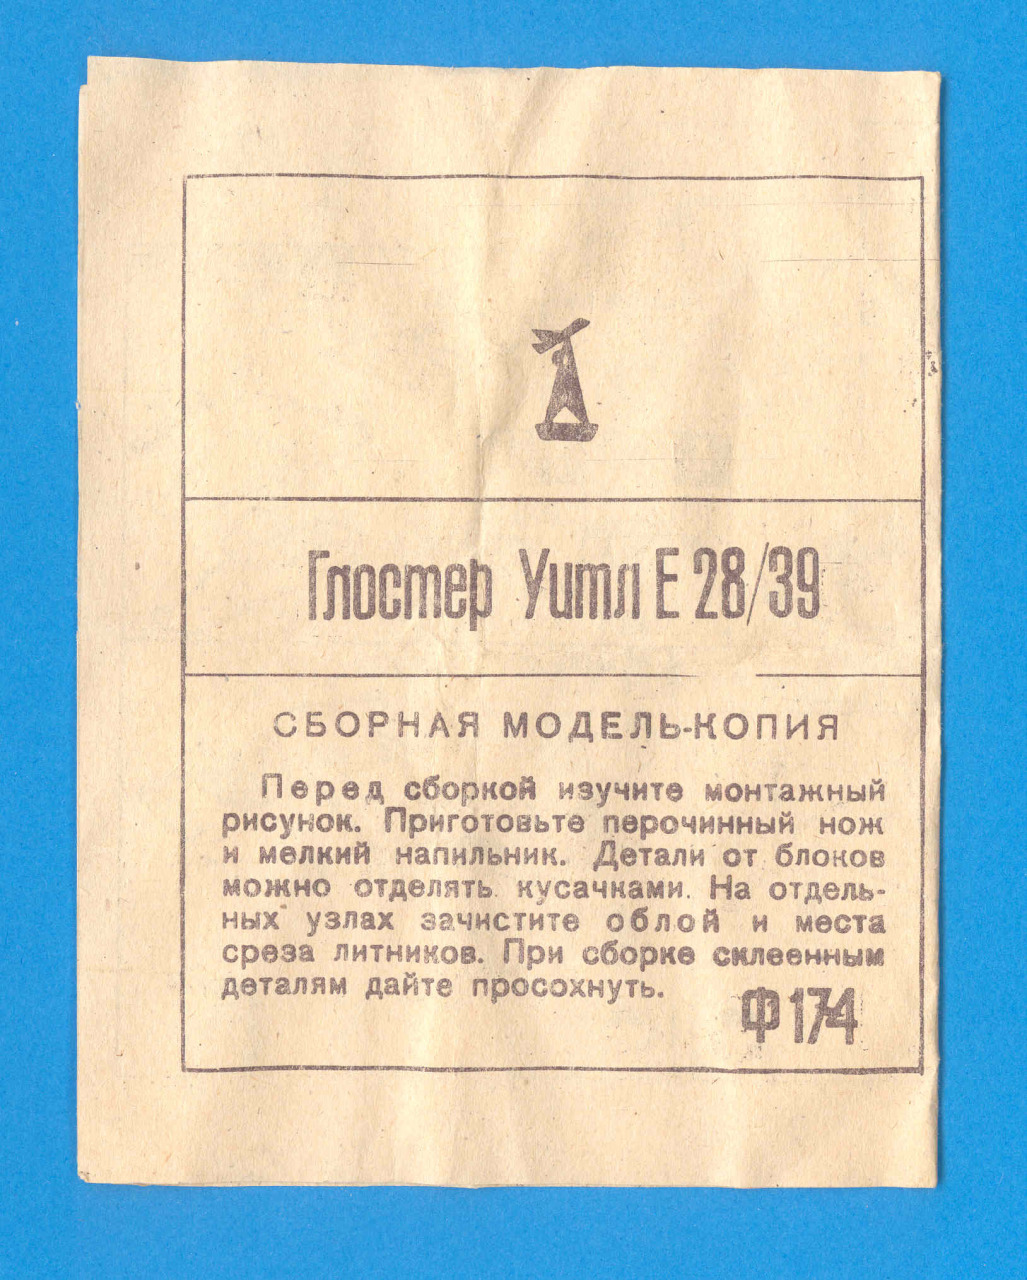 Глостер Уитл Е 28/39
СБОРНАЯ МОДЕЛЬ-КОПИЯ
Перед сборкой изучите монтажный
рисунок. Приготовьте перочинный нож
и мелкий напильник. Детали от блоков
можно отделять кусачками. На отдель-
ных узлах зачистите облой и места
среза литников. При сборке склеенным
деталям дайте просохнуть.
Ф174